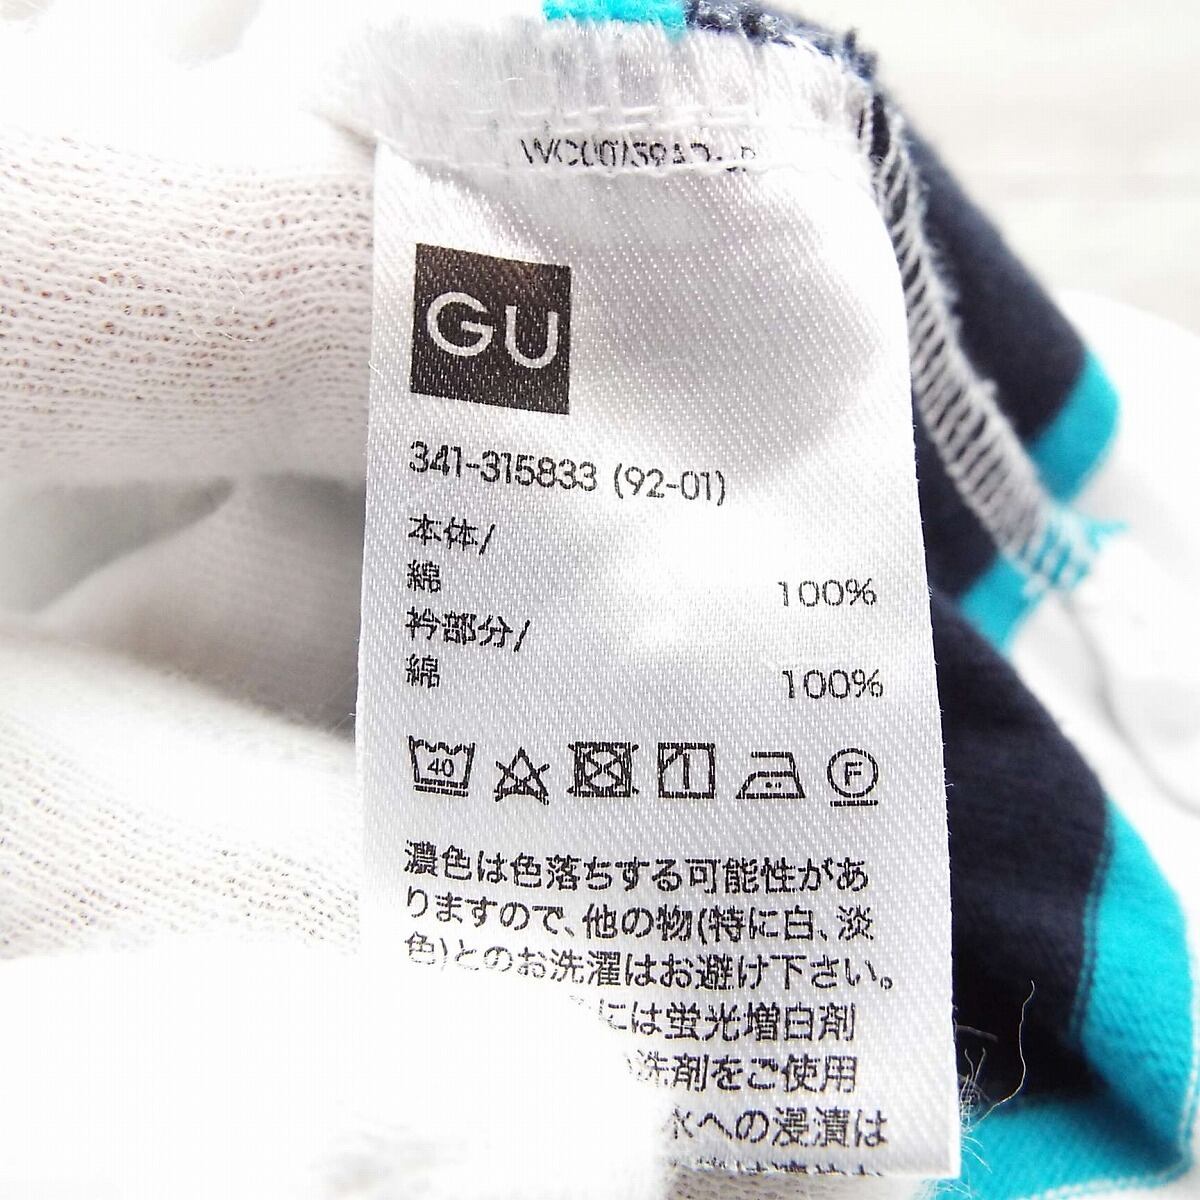 GU
341-315833 (92-01)
本体/
綿 100%
衿部分/
綿 100%
40
F
濃色は色落ちする可能性があ
りますので、他の物(特に白、淡
色)とのお洗濯はお避け下さい。
には蛍光増白剤
洗剤をご使用
水への浸漬は